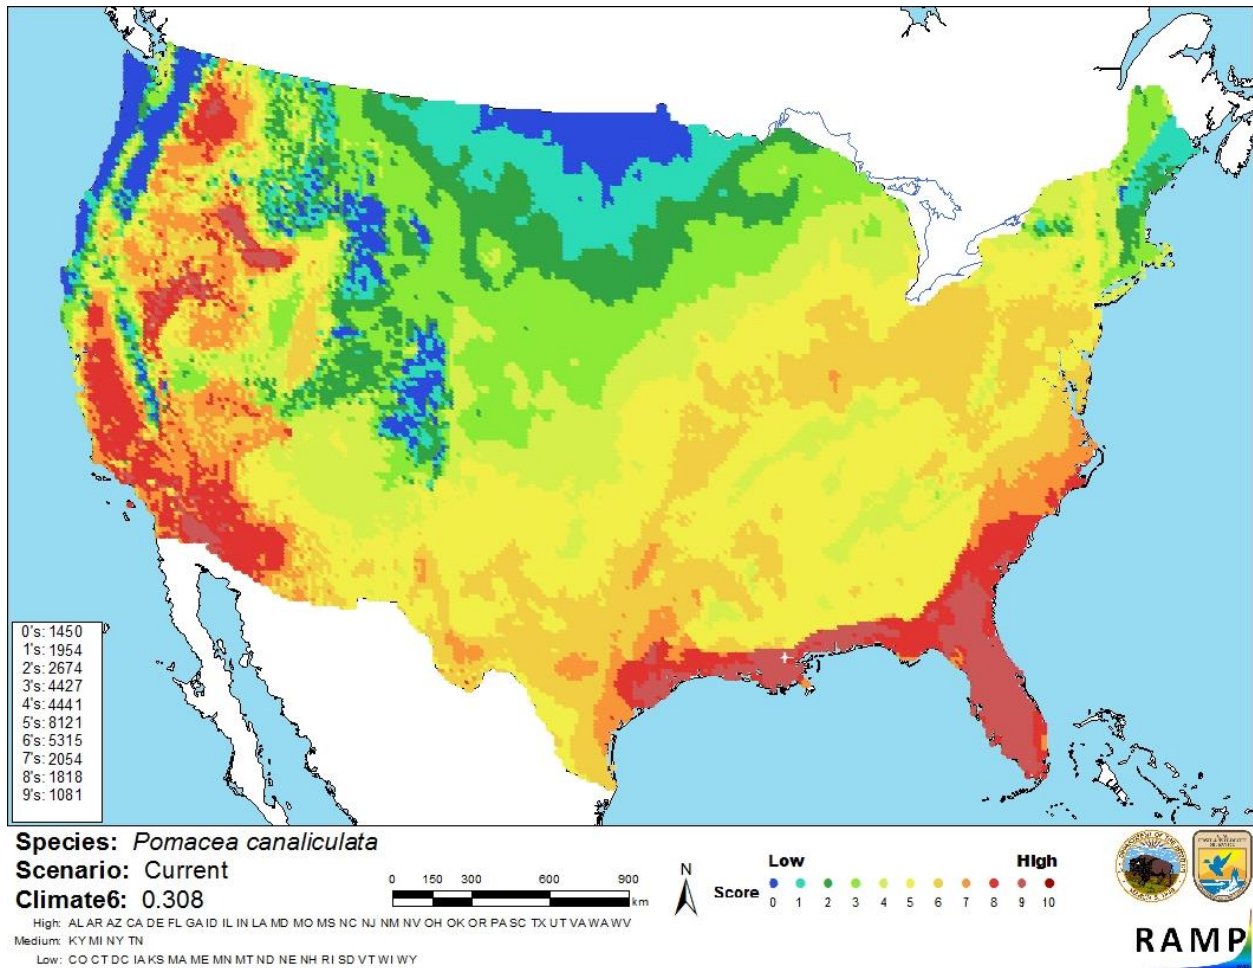 0's: 1450
1's: 1954
2's: 2674
3's: 4427
4's: 4441
5's: 8121
6's: 5315
7's: 2054
8's: 1818
9's: 1081
Species: Pomacea canaliculata
Scenario: Current
Climate6: 0.308
High: AL AR AZ CA DE FL GA ID IL IN LA MD MO MS NC NJ NM NV OH OK OR PA SC TX UT VA WA WV
Medium: KY MI NY TN
Low: CO CT DC IA KS MA ME MN MT ND NE NH RI SD VT WI WY
0 150 300 600 900
km
N
Low High
Score 0 1 2 3 4 5 6 7 8 9 10
RAMP